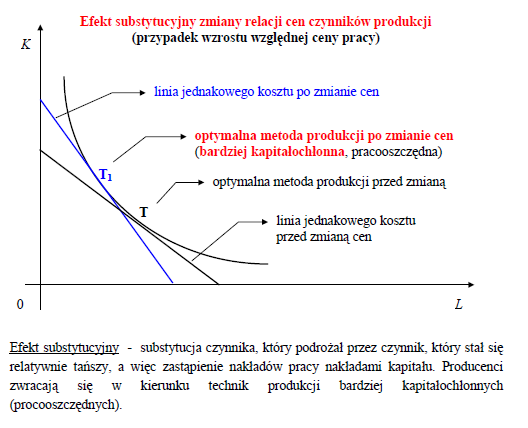 Efekt substytucyjny zmiany relacji cen czynników produkcji
(przypadek wzrostu względnej ceny pracy)
K
linia jednakowego kosztu po zmianie cen
optymalna metoda produkcji po zmianie cen
(bardziej kapitałochłonna, pracooszczędna)
T1
optymalna metoda produkcji przed zmianą
T
linia jednakowego kosztu
przed zmianą cen
0
L
Efekt substytucyjny - substytucja czynnika, który podrożał przez czynnik, który stał się
relatywnie tańszy, a więc zastąpienie nakładów pracy nakładami kapitału. Producenci
zwracają się w kierunku technik produkcji bardziej kapitałochłonnych
(procooszczędnych).